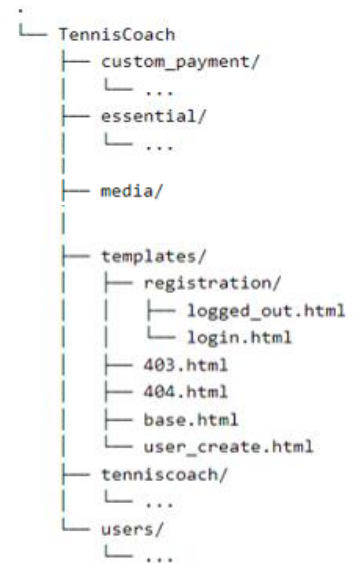 .
└── TennisCoach
    ├── custom_payment/
    │   └── ...
    ├── essential/
    │   └── ...
    │
    ├── media/
    │
    ├── templates/
    │   ├── registration/
    │   │   ├── logged_out.html
    │   │   └── login.html
    │   ├── 403.html
    │   ├── 404.html
    │   ├── base.html
    │   └── user_create.html
    ├── tenniscoach/
    │   └── ...
    └── users/
        └── ...